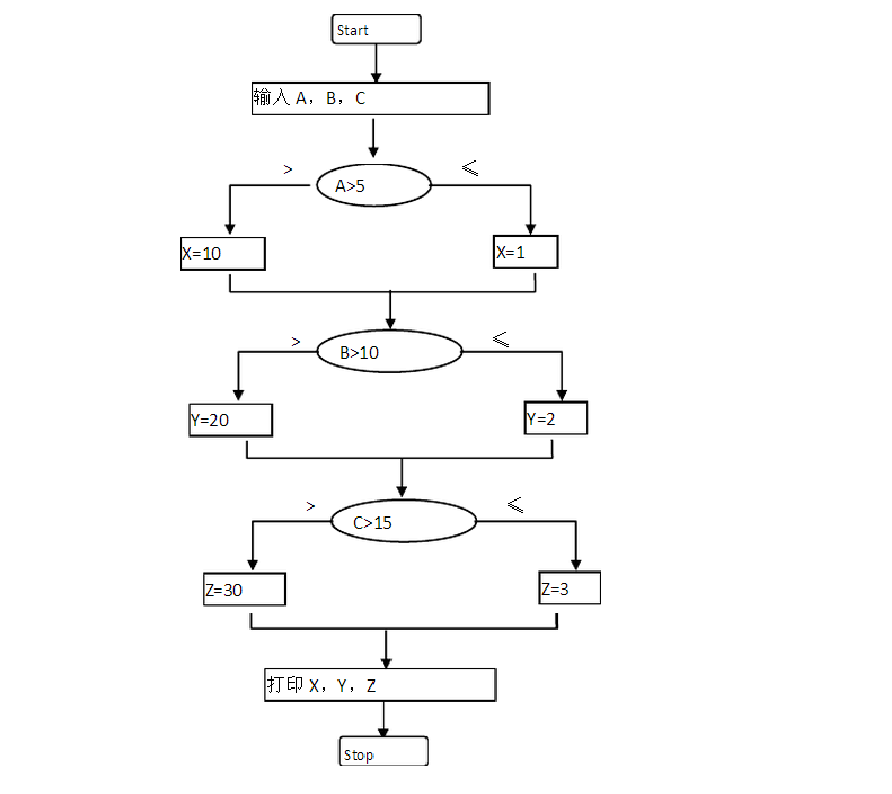 Start
输入 A，B，C
> ≤
A>5
X=10 X=1
> ≤
B>10
Y=20 Y=2
> ≤
C>15
Z=30 Z=3
打印 X，Y，Z
Stop